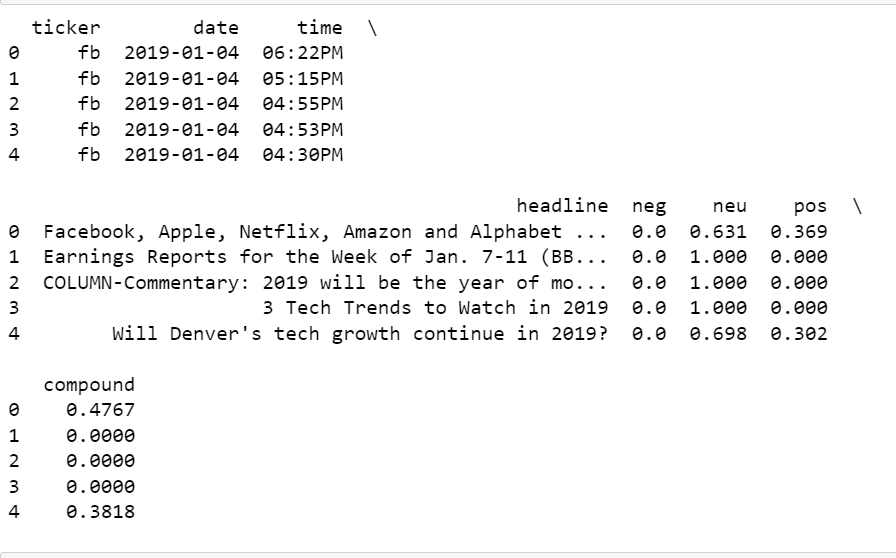 ticker date time \
0 fb 2019-01-04 06:22PM
1 fb 2019-01-04 05:15PM
2 fb 2019-01-04 04:55PM
3 fb 2019-01-04 04:53PM
4 fb 2019-01-04 04:30PM
headline neg neu pos \
0 Facebook, Apple, Netflix, Amazon and Alphabet ... 0.0 0.631 0.369
1 Earnings Reports for the Week of Jan. 7-11 (BB... 0.0 1.000 0.000
2 COLUMN-Commentary: 2019 will be the year of mo... 0.0 1.000 0.000
3 3 Tech Trends to Watch in 2019 0.0 1.000 0.000
4 Will Denver's tech growth continue in 2019? 0.0 0.698 0.302
compound
0 0.4767
1 0.0000
2 0.0000
3 0.0000
4 0.3818